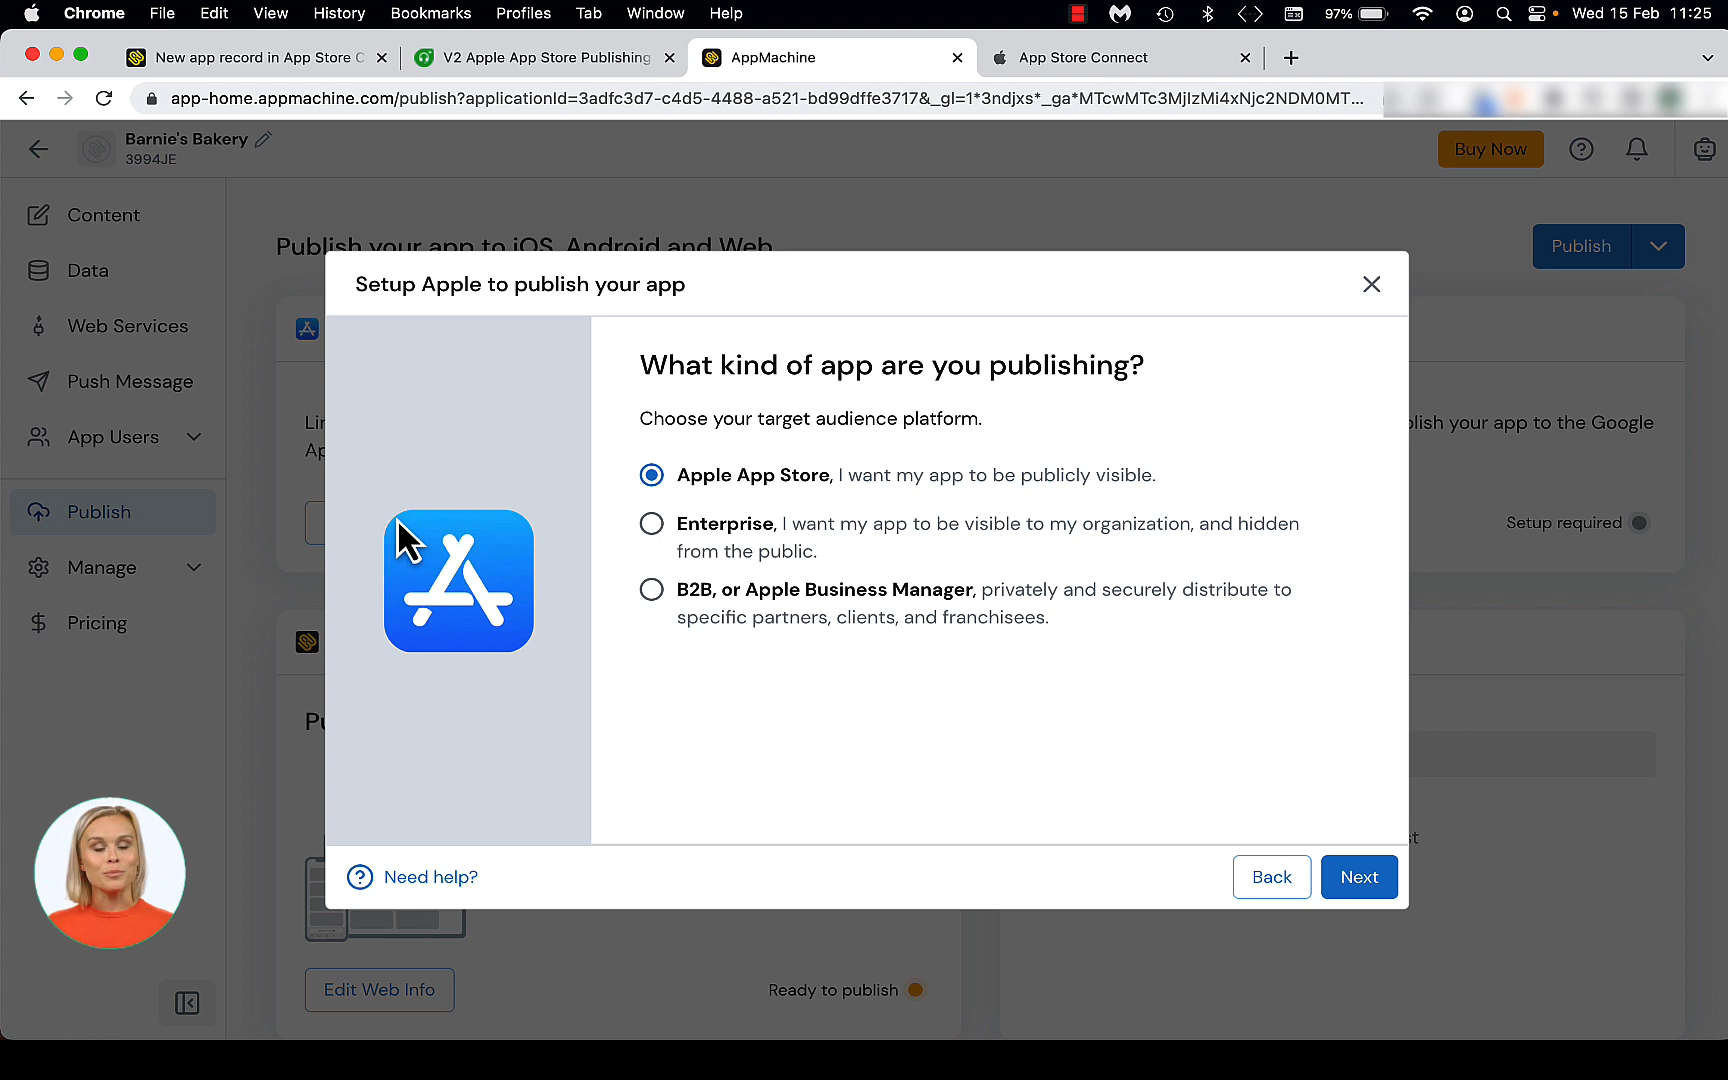 Chrome File Edit View History Bookmarks Profiles Tab Window Help 97% Wed 15 Feb 11:25
New app record in App Store C V2 Apple App Store Publishing AppMachine App Store Connect
app-home.appmachine.com/publish?applicationId=3adfc3d7-c4d5-4488-a521-bd99dffe3717&_gl=1*3ndjxs*_ga*MTcwMTc3MjIzMi4xNjc2NDM0MT...
Barnie's Bakery
3994JE
Buy Now
Content
Data
Web Services
Push Message
App Users
Publish
Manage
Pricing
Publish your app to iOS, Android and Web
Publish
Setup Apple to publish your app
What kind of app are you publishing?
Choose your target audience platform.
Apple App Store, I want my app to be publicly visible.
Enterprise, I want my app to be visible to my organization, and hidden
from the public.
B2B, or Apple Business Manager, privately and securely distribute to
specific partners, clients, and franchisees.
Need help?
Back
Next
your app to the Google
Setup required
Edit Web Info
Ready to publish